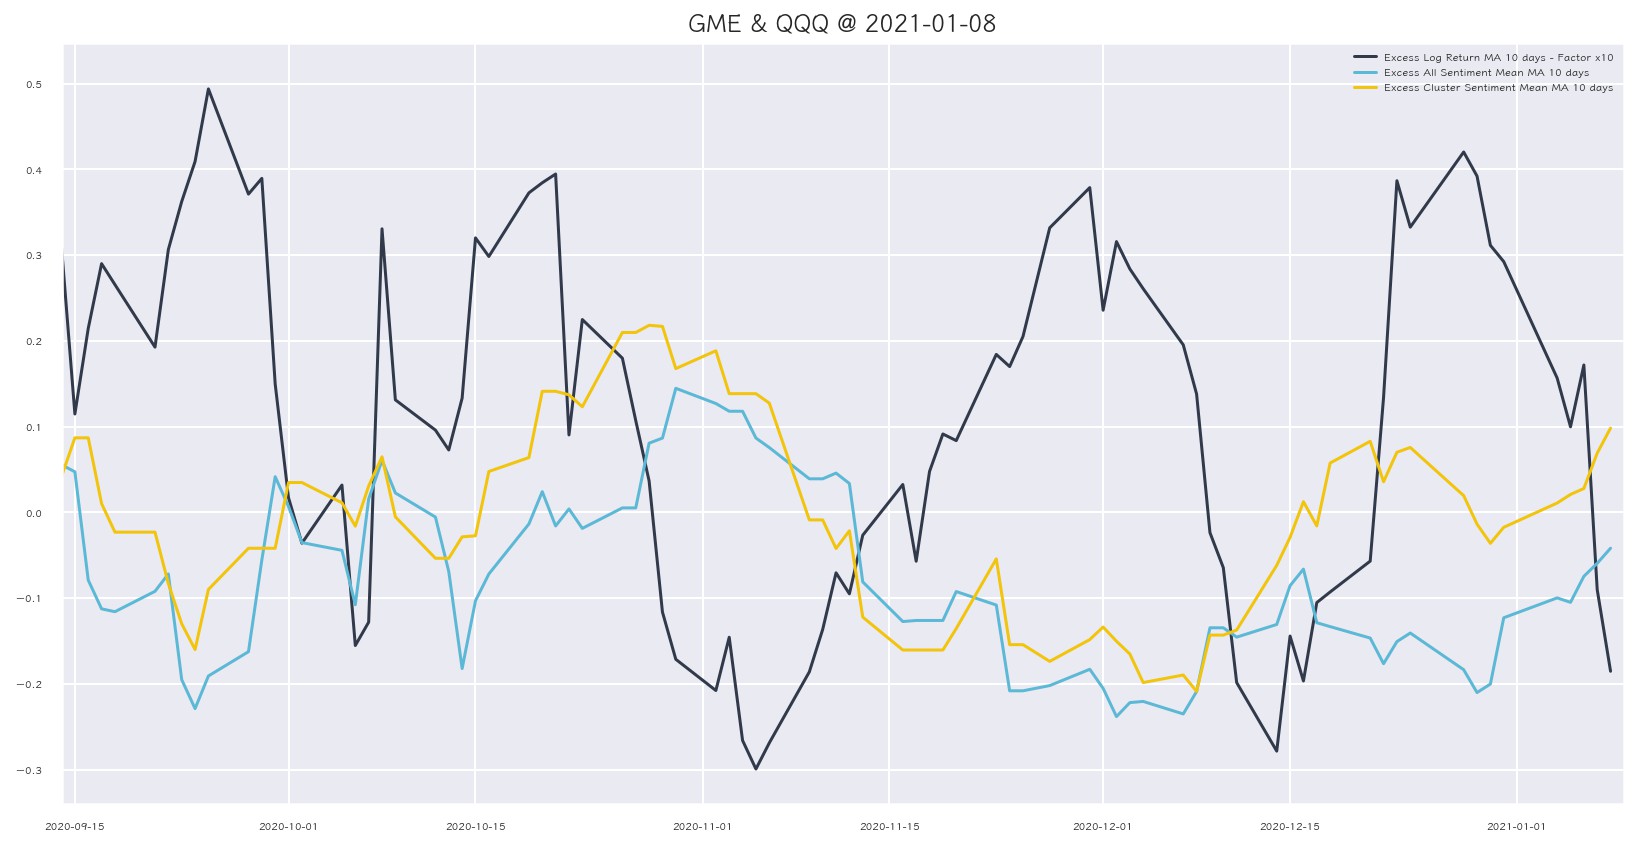 GME & QQQ @ 2021-01-08
Excess Log Return MA 10 days - Factor x10
Excess All Sentiment Mean MA 10 days
Excess Cluster Sentiment Mean MA 10 days
0.5
0.4
0.3
0.2
0.1
0.0
−0.1
−0.2
−0.3
2020-09-15 2020-10-01 2020-10-15 2020-11-01 2020-11-15 2020-12-01 2020-12-15 2021-01-01